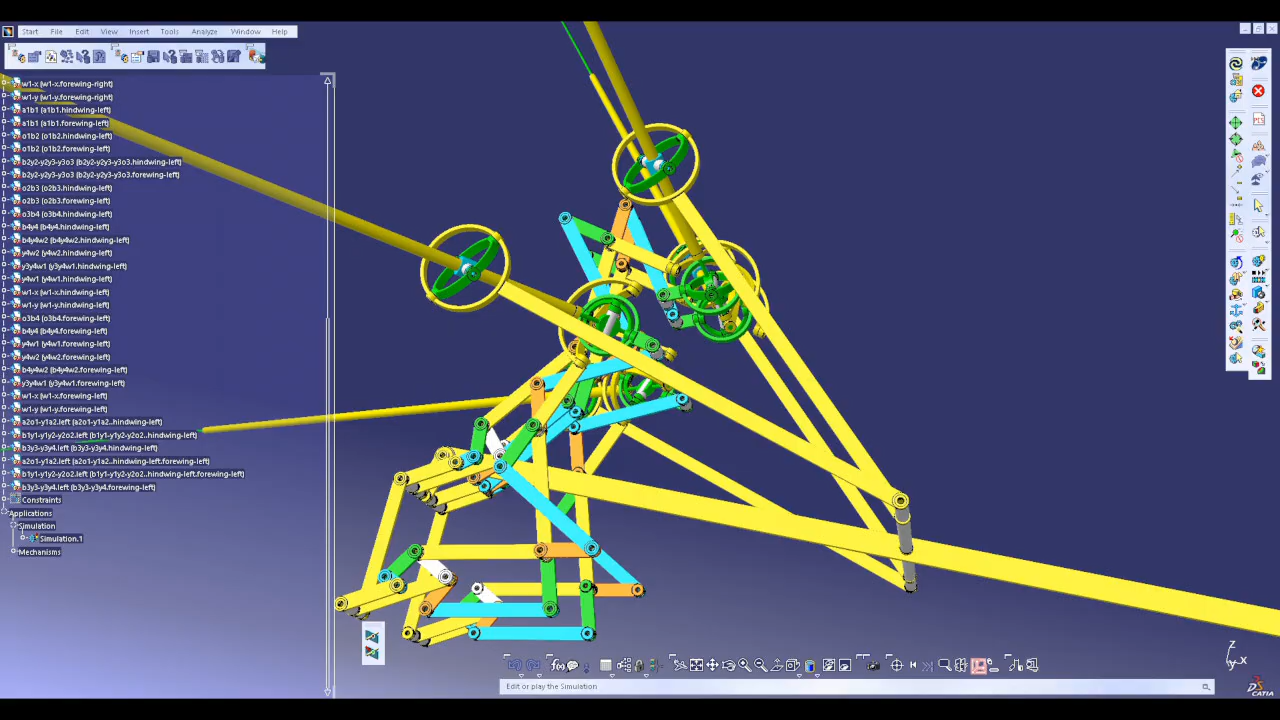 Start File Edit View Insert Tools Analyze Window Help
w1-x (w1-x.forewing-right)
w1-y (w1-y.forewing-right)
a1b1 (a1b1.hindwing-left)
a1b1 (a1b1.forewing-left)
o1b2 (o1b2.hindwing-left)
o1b2 (o1b2.forewing-left)
b2y2-y2y3-y3o3 (b2y2-y2y3-y3o3.hindwing-left)
b2y2-y2y3-y3o3 (b2y2-y2y3-y3o3.forewing-left)
o2b3 (o2b3.hindwing-left)
o2b3 (o2b3.forewing-left)
o3b4 (o3b4.hindwing-left)
b4y4 (b4y4.hindwing-left)
b4y4w2 (b4y4w2.hindwing-left)
y4w2 (y4w2.hindwing-left)
y3y4w1 (y3y4w1.hindwing-left)
y4w1 (y4w1.hindwing-left)
w1-x (w1-x.hindwing-left)
w1-y (w1-y.hindwing-left)
o3b4 (o3b4.forewing-left)
b4y4 (b4y4.forewing-left)
y4w1 (y4w1.forewing-left)
y4w2 (y4w2.forewing-left)
b4y4w2 (b4y4w2.forewing-left)
y3y4w1 (y3y4w1.forewing-left)
w1-x (w1-x.forewing-left)
w1-y (w1-y.forewing-left)
a2o1-y1a2.left (a2o1-y1a2..hindwing-left)
b1y1-y1y2-y2o2.left (b1y1-y1y2-y2o2..hindwing-left)
b3y3-y3y4.left (b3y3-y3y4.hindwing-left)
a2o1-y1a2.left (a2o1-y1a2..hindwing-left.forewing-left)
b1y1-y1y2-y2o2.left (b1y1-y1y2-y2o2..hindwing-left.forewing-left)
b3y3-y3y4.left (b3y3-y3y4.forewing-left)
Constraints
Applications
Simulation
Simulation.1
Mechanisms
Edit or play the Simulation
z
y x
CATIA